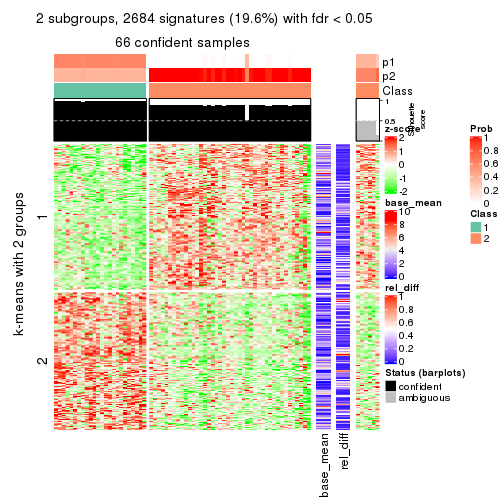 2 subgroups, 2684 signatures (19.6%) with fdr < 0.05
66 confident samples
p1
p2
Class
1
0.5
Silhouette
score
k-means with 2 groups
1
2
base_mean
rel_diff
z-score
2
1
0
-1
-2
base_mean
10
8
6
4
2
0
rel_diff
1
0.8
0.6
0.4
0.2
0
Status (barplots)
confident
ambiguous
Prob
1
0.8
0.6
0.4
0.2
0
Class
1
2